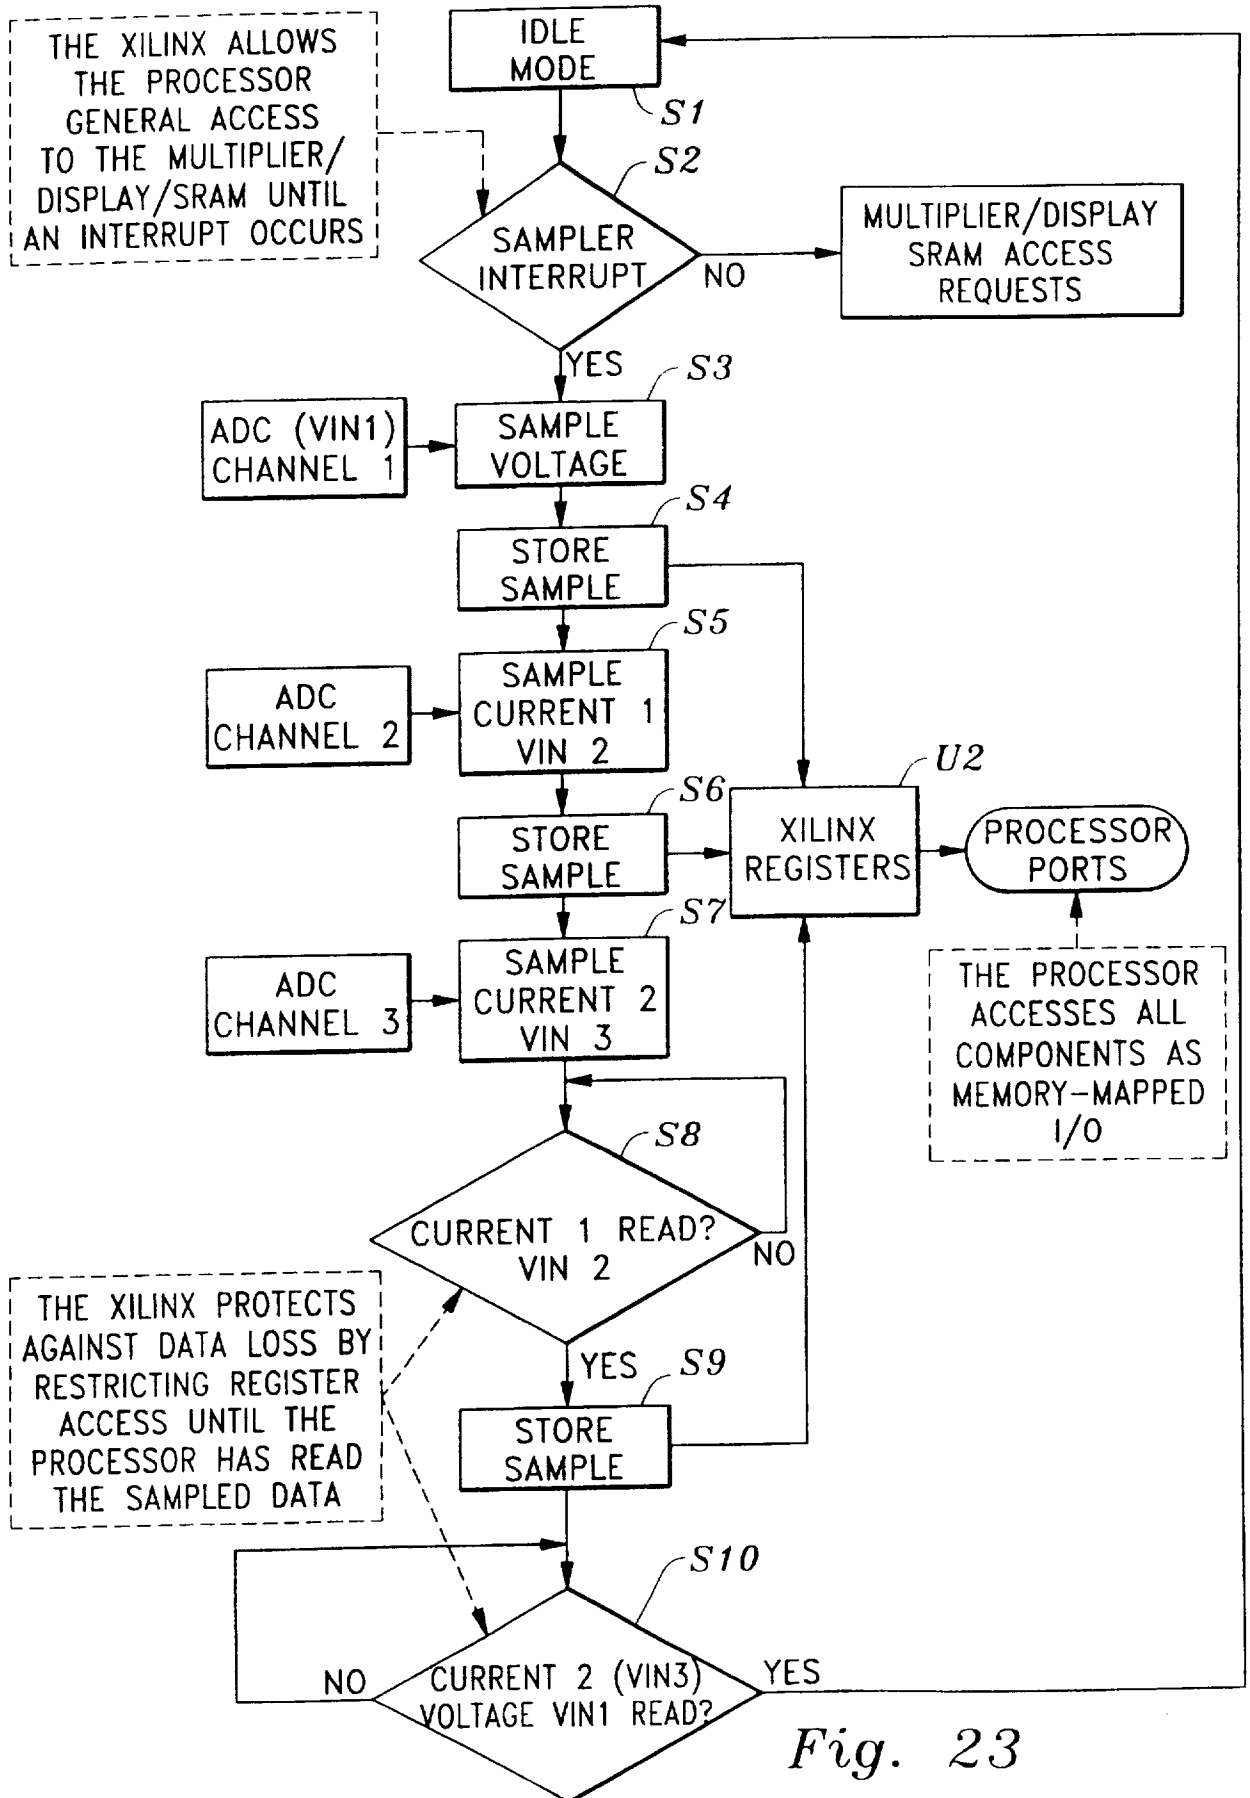 THE XILINX ALLOWS
THE PROCESSOR
GENERAL ACCESS
TO THE MULTIPLIER/
DISPLAY/SRAM UNTIL
AN INTERRUPT OCCURS
IDLE
MODE
S1
S2
SAMPLER
INTERRUPT
NO
MULTIPLIER/DISPLAY
SRAM ACCESS
REQUESTS
YES
S3
ADC (VIN1)
CHANNEL 1
SAMPLE
VOLTAGE
S4
STORE
SAMPLE
S5
ADC
CHANNEL 2
SAMPLE
CURRENT 1
VIN 2
S6
STORE
SAMPLE
U2
XILINX
REGISTERS
PROCESSOR
PORTS
S7
ADC
CHANNEL 3
SAMPLE
CURRENT 2
VIN 3
THE PROCESSOR
ACCESSES ALL
COMPONENTS AS
MEMORY-MAPPED
I/O
S8
CURRENT 1 READ?
VIN 2
NO
THE XILINX PROTECTS
AGAINST DATA LOSS BY
RESTRICTING REGISTER
ACCESS UNTIL THE
PROCESSOR HAS READ
THE SAMPLED DATA
YES
S9
STORE
SAMPLE
S10
NO
CURRENT 2 (VIN3)
VOLTAGE VIN1 READ?
YES
Fig. 23